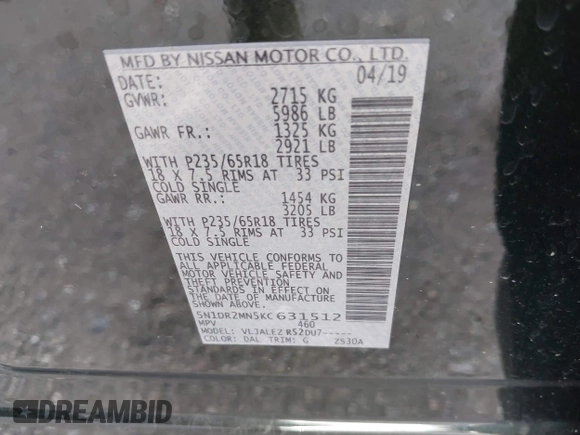 MFD BY NISSAN MOTOR CO., LTD.
DATE: 04/19
GVWR: 2715 KG
5986 LB
GAWR FR.: 1325 KG
2921 LB
WITH P235/65R18 TIRES
18 X 7.5 RIMS AT 33 PSI
COLD SINGLE
GAWR RR: 1454 KG
3205 LB
WITH P235/65R18 TIRES
18 X 7.5 RIMS AT 33 PSI
COLD SINGLE
THIS VEHICLE CONFORMS TO
ALL APPLICABLE FEDERAL
MOTOR VEHICLE SAFETY AND
THEFT PREVENTION
STANDARDS IN EFFECT ON
THE DATE OF MANUFACTURE
SHOWN ABOVE.
5N1DR2MN5KC631512
MPV 460
MODEL: VLJALEZ RS2DU7-----
COLOR: DAL TRIM: G ZS30A
DREAMBID